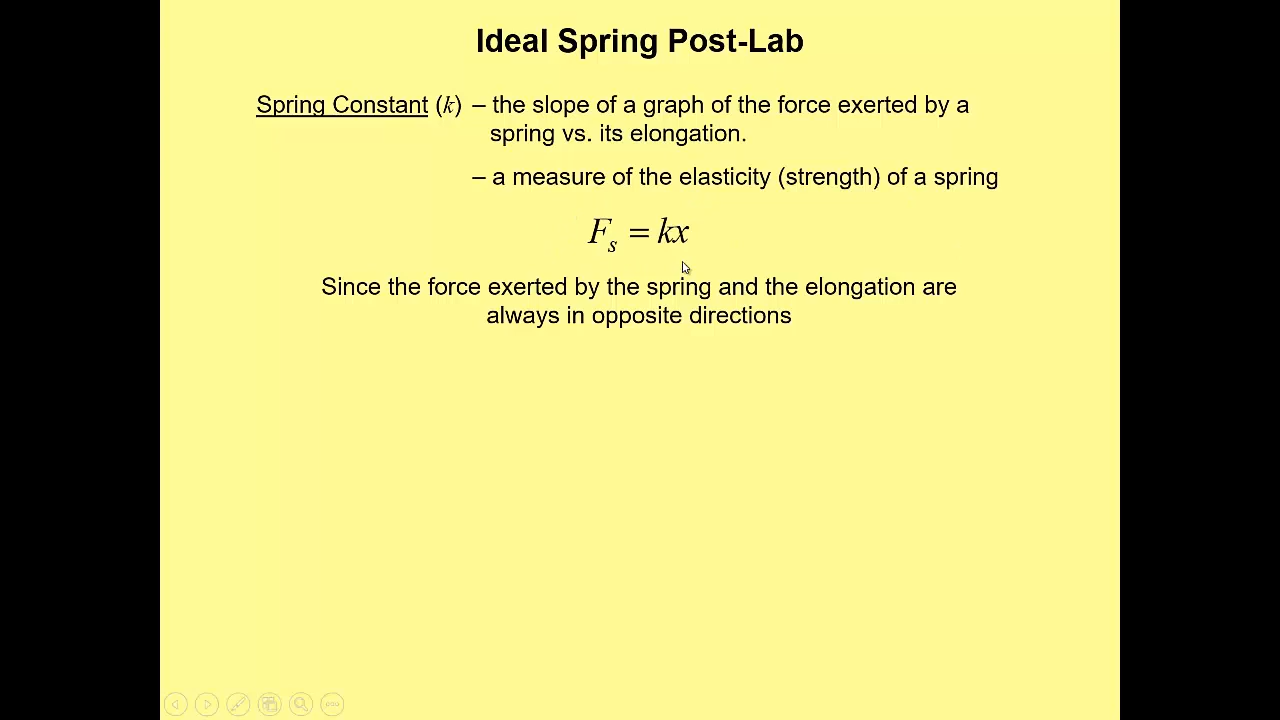 Ideal Spring Post-Lab
Spring Constant (k) – the slope of a graph of the force exerted by a
spring vs. its elongation.
– a measure of the elasticity (strength) of a spring
Fₛ = kx
Since the force exerted by the spring and the elongation are
always in opposite directions